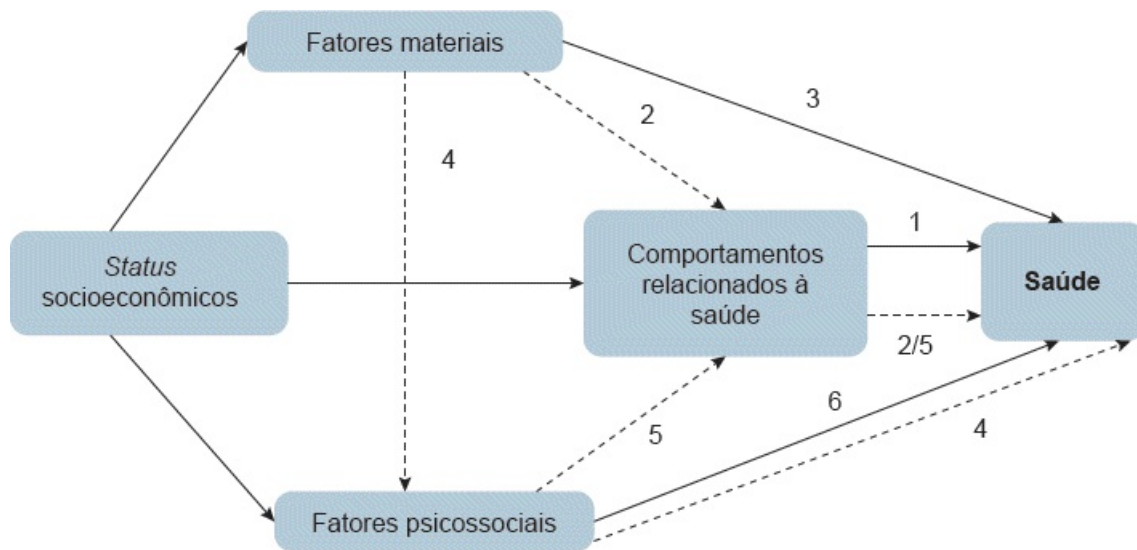 Fatores materiais
3
2
4
Status
socioeconômicos
Comportamentos
relacionados à
saúde
1
Saúde
2/5
6
4
5
Fatores psicossociais